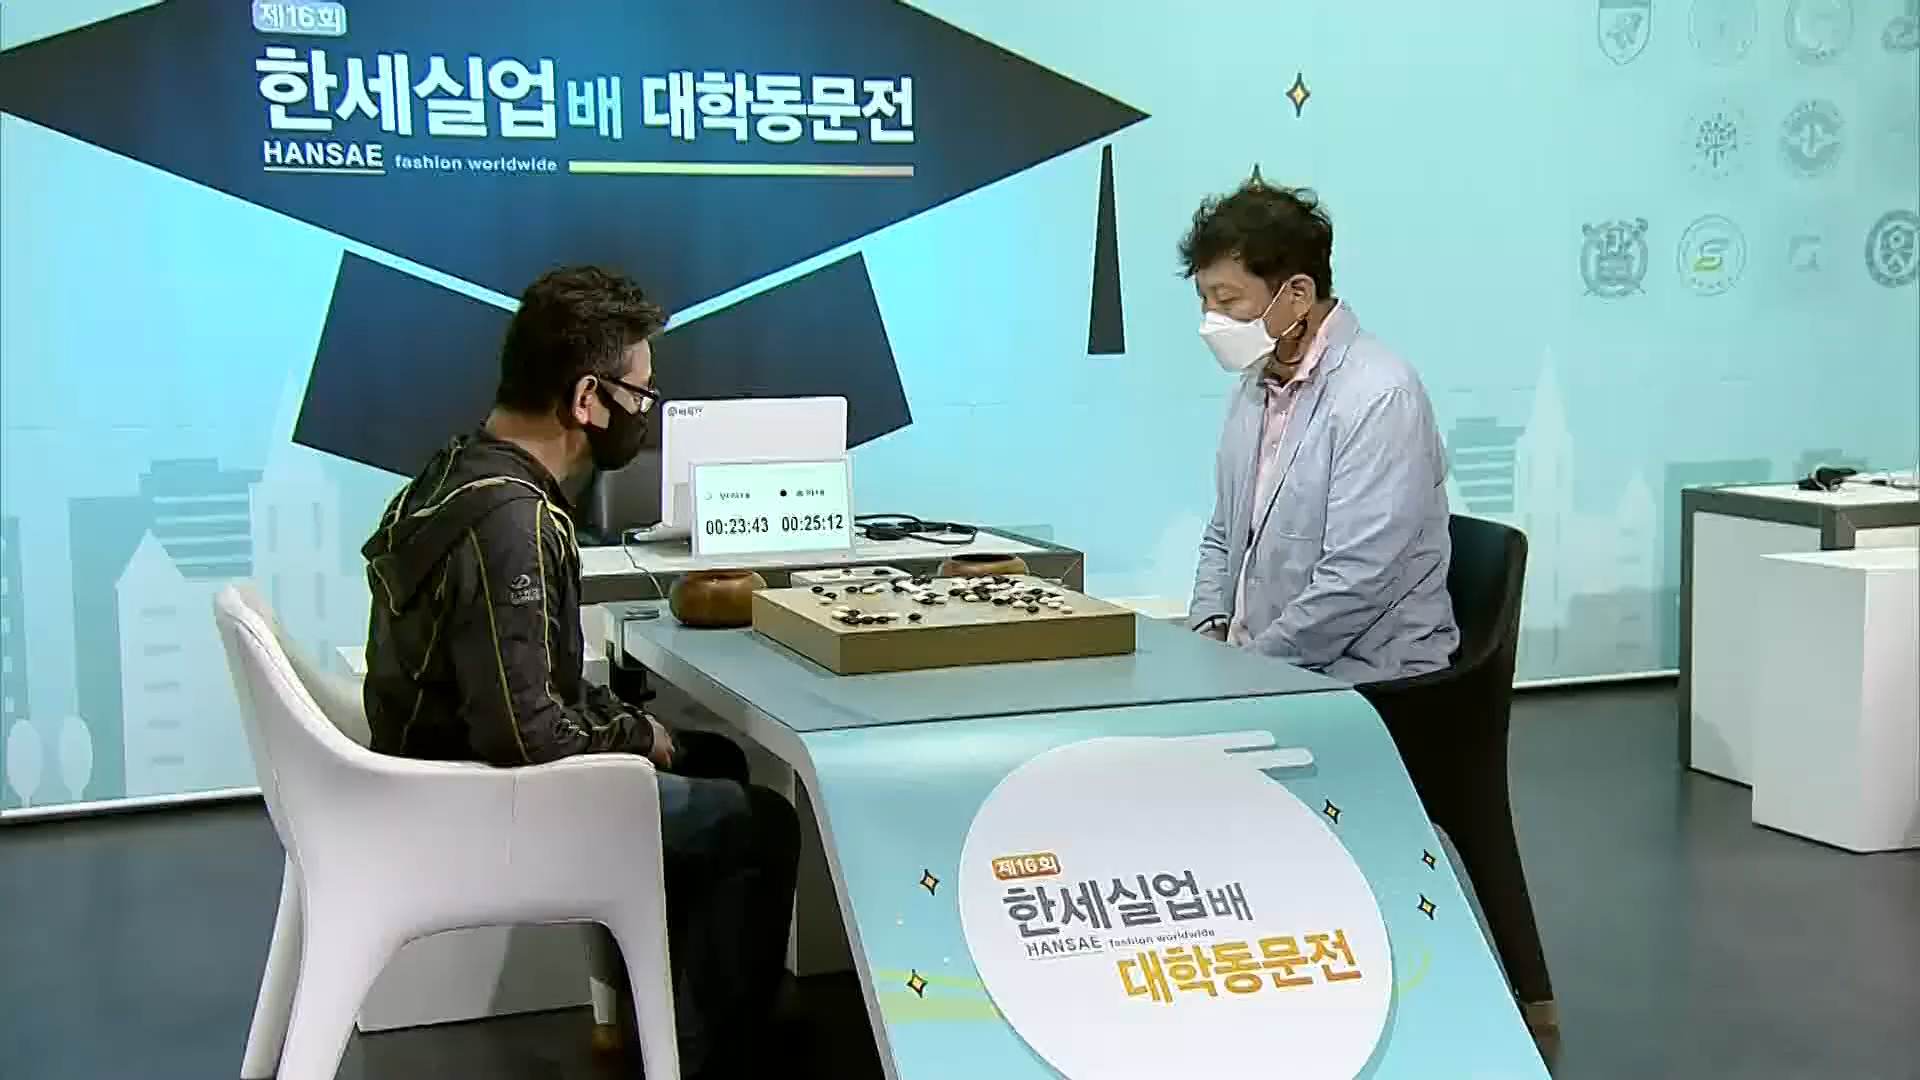 제16회
한세실업배 대학동문전
HANSAE fashion worldwide
00:23:43 00:25:12
제16회
한세실업배
HANSAE fashion worldwide
대학동문전